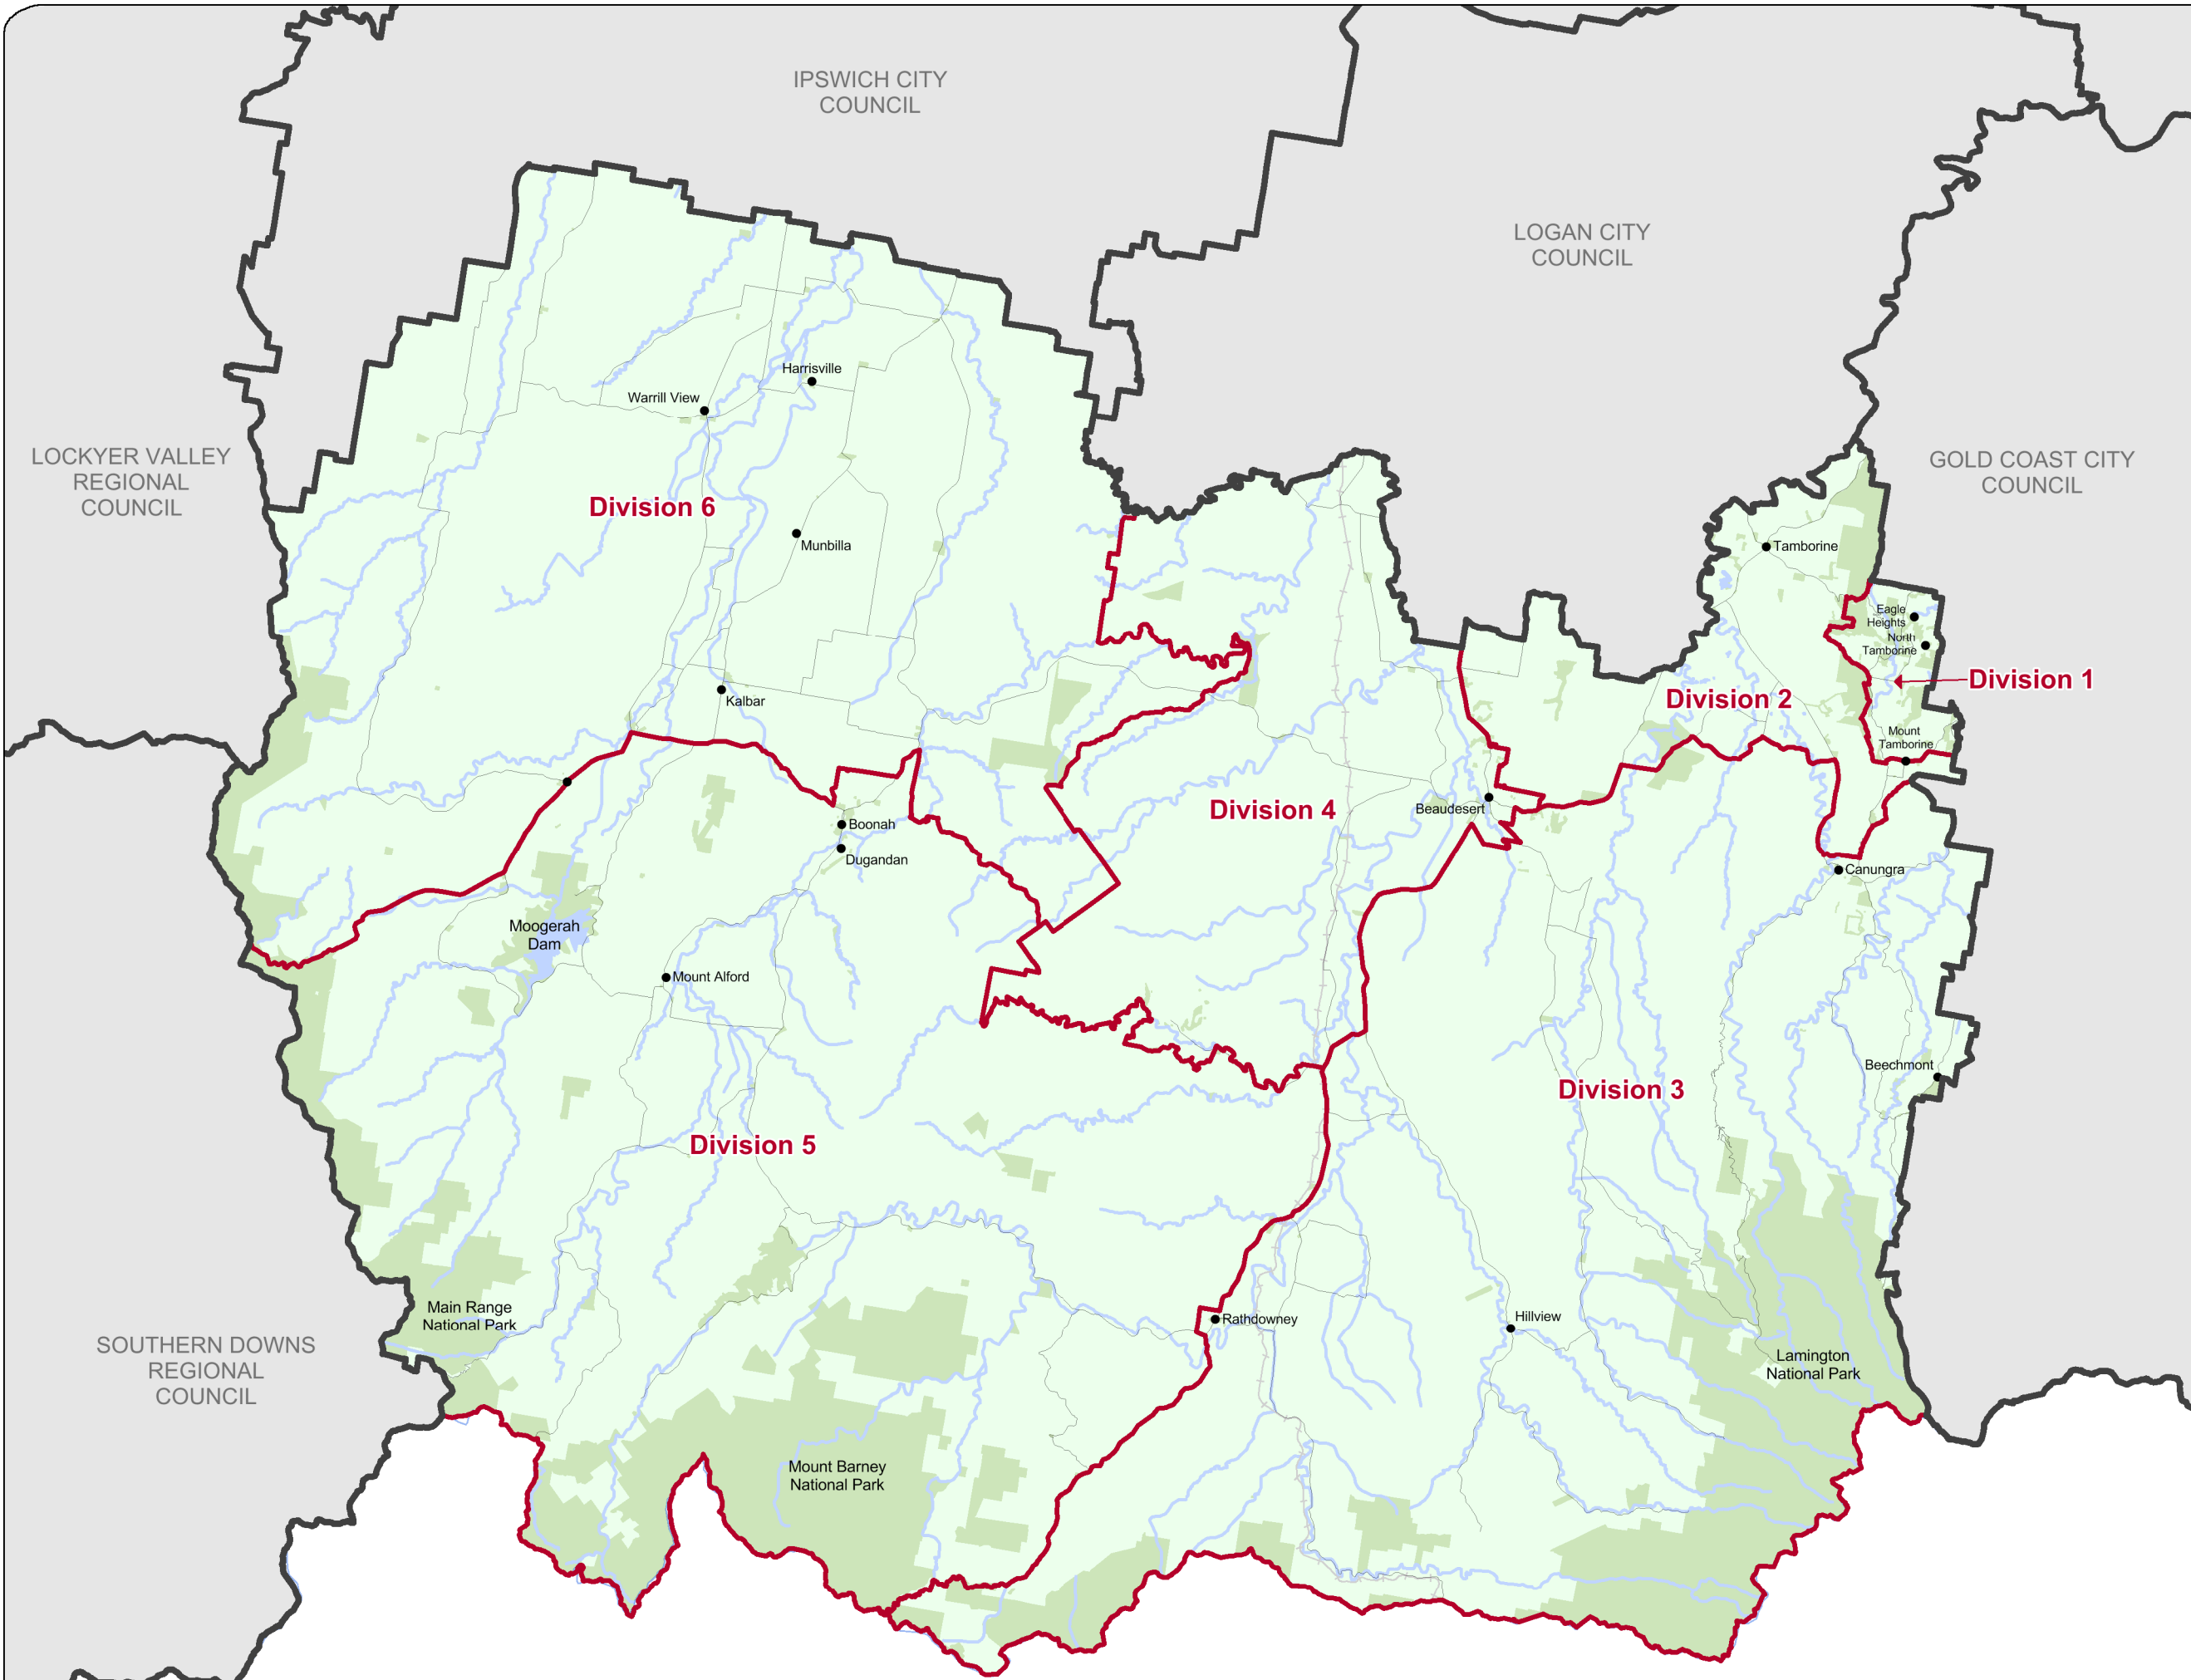 IPSWICH CITY
COUNCIL
LOGAN CITY
COUNCIL
LOCKYER VALLEY
REGIONAL
COUNCIL
GOLD COAST CITY
COUNCIL
Harrisville
Warrill View
Division 6
Munbilla
Tamborine
Eagle
Heights
North
Tamborine
Division 1
Division 2
Kalbar
Mount
Tamborine
Division 4
Beaudesert
Boonah
Dugandan
Canungra
Moogerah
Dam
Mount Alford
Beechmont
Division 3
Division 5
Main Range
National Park
Rathdowney
Hillview
SOUTHERN DOWNS
REGIONAL
COUNCIL
Lamington
National Park
Mount Barney
National Park